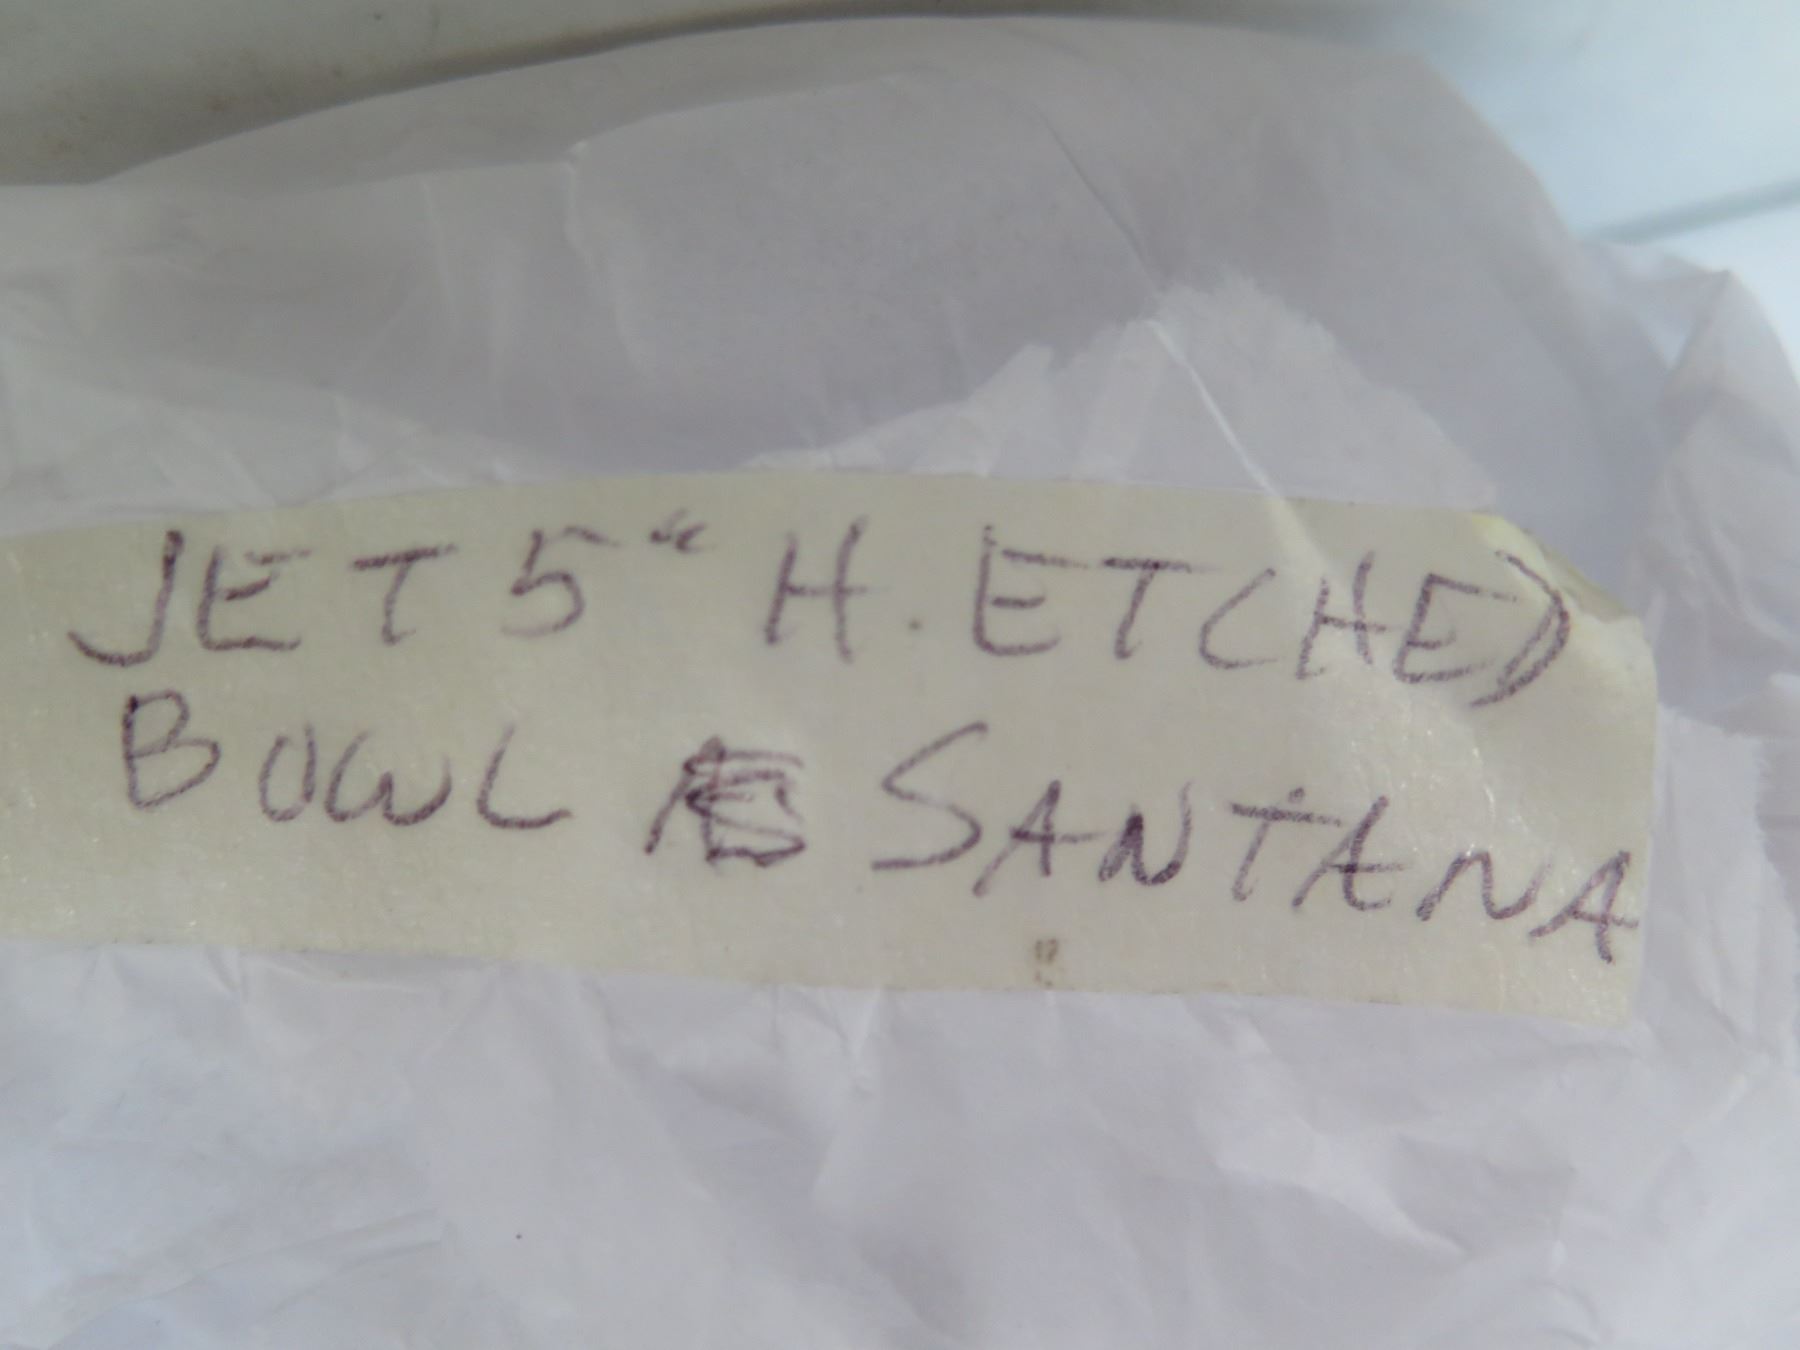 JET 5" H. ETCHED
BOWL SANTANA